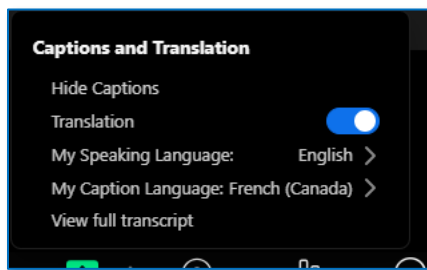 Captions and Translation
Hide Captions
Translation
My Speaking Language: English
My Caption Language: French (Canada)
View full transcript